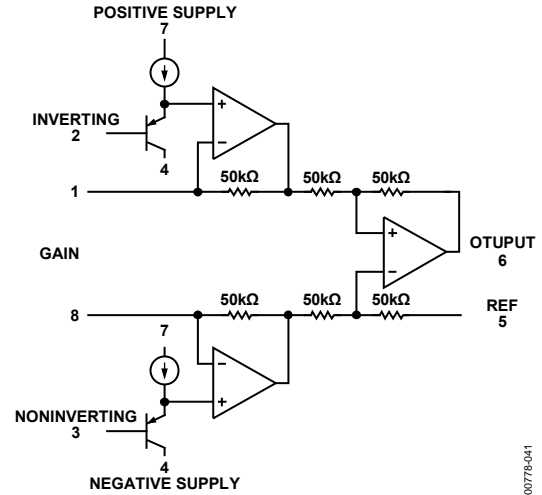 POSITIVE SUPPLY
7
INVERTING
2
+
−
4
50kΩ 50kΩ 50kΩ
1
+
−
OTUPUT
6
GAIN
50kΩ 50kΩ 50kΩ
8
REF
5
7
−
+
NONINVERTING
3
4
NEGATIVE SUPPLY
00778-041